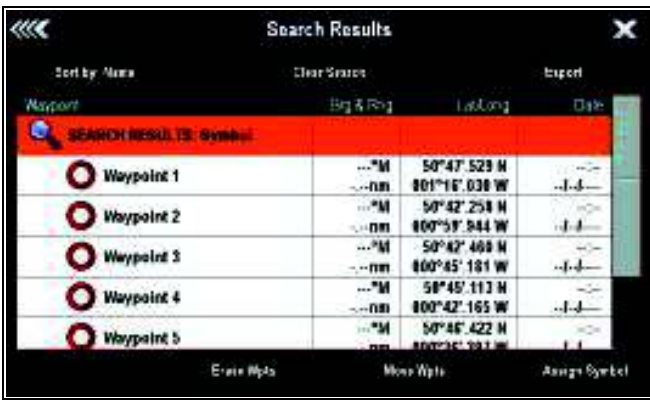 Search Results
Sort by Name Clear Search Export
Waypoint Brg & Rng Lat/Long Date
SEARCH RESULTS: Symbol
Waypoint 1 ---°M 50°47'.529 N --:--
-.--nm 001°16'.030 W --/--/----
Waypoint 2 ---°M 50°42'.250 N --:--
-.--nm 000°59'.944 W --/--/----
Waypoint 3 ---°M 50°42'.460 N --:--
-.--nm 000°45'.181 W --/--/----
Waypoint 4 ---°M 50°45'.113 N --:--
-.--nm 000°42'.165 W --/--/----
Waypoint 5 ---°M 50°46'.422 N --:--
Erase Wpts Move Wpts Assign Symbol